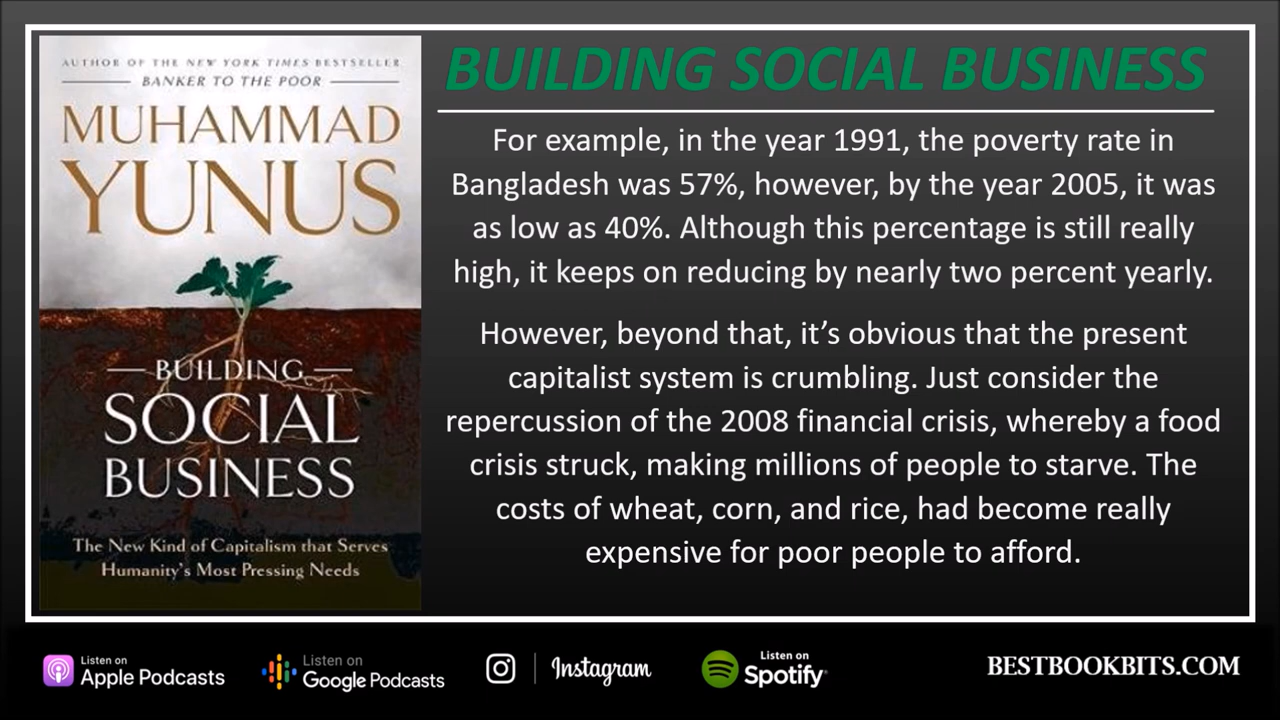 AUTHOR OF THE NEW YORK TIMES BESTSELLER
BANKER TO THE POOR
MUHAMMAD
YUNUS
BUILDING
SOCIAL
BUSINESS
The New Kind of Capitalism that Serves
Humanity's Most Pressing Needs
BUILDING SOCIAL BUSINESS
For example, in the year 1991, the poverty rate in
Bangladesh was 57%, however, by the year 2005, it was
as low as 40%. Although this percentage is still really
high, it keeps on reducing by nearly two percent yearly.
However, beyond that, it’s obvious that the present
capitalist system is crumbling. Just consider the
repercussion of the 2008 financial crisis, whereby a food
crisis struck, making millions of people to starve. The
costs of wheat, corn, and rice, had become really
expensive for poor people to afford.
Listen on
Apple Podcasts
Listen on
Google Podcasts
Instagram
Listen on
Spotify
BESTBOOKBITS.COM